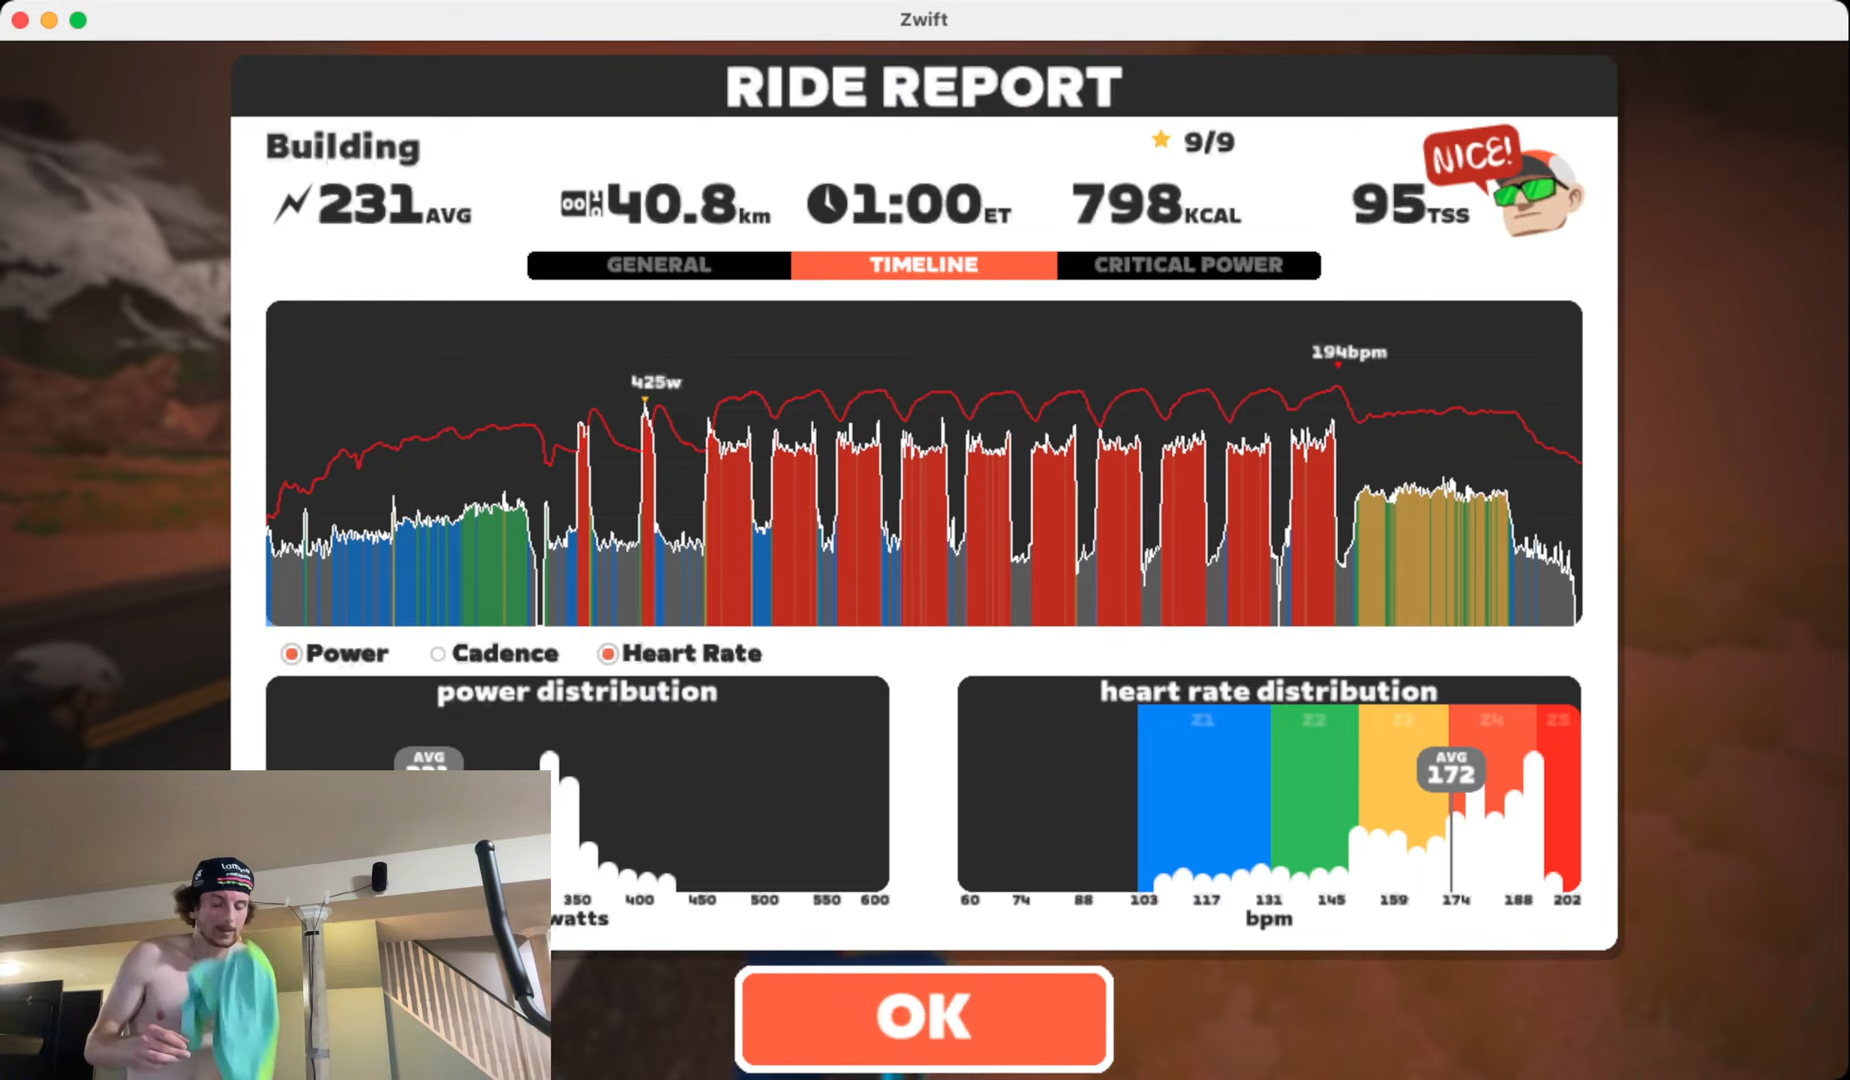 Zwift
RIDE REPORT
Building
9/9
NICE!
231AVG
40.8km
1:00ET
798KCAL
95TSS
GENERAL
TIMELINE
CRITICAL POWER
194bpm
425w
Power
Cadence
Heart Rate
power distribution
AVG
350 400 450 500 550 600
watts
heart rate distribution
Z1 Z2 Z3 Z4 Z5
AVG
172
60 74 88 103 117 131 145 159 174 188 202
bpm
OK